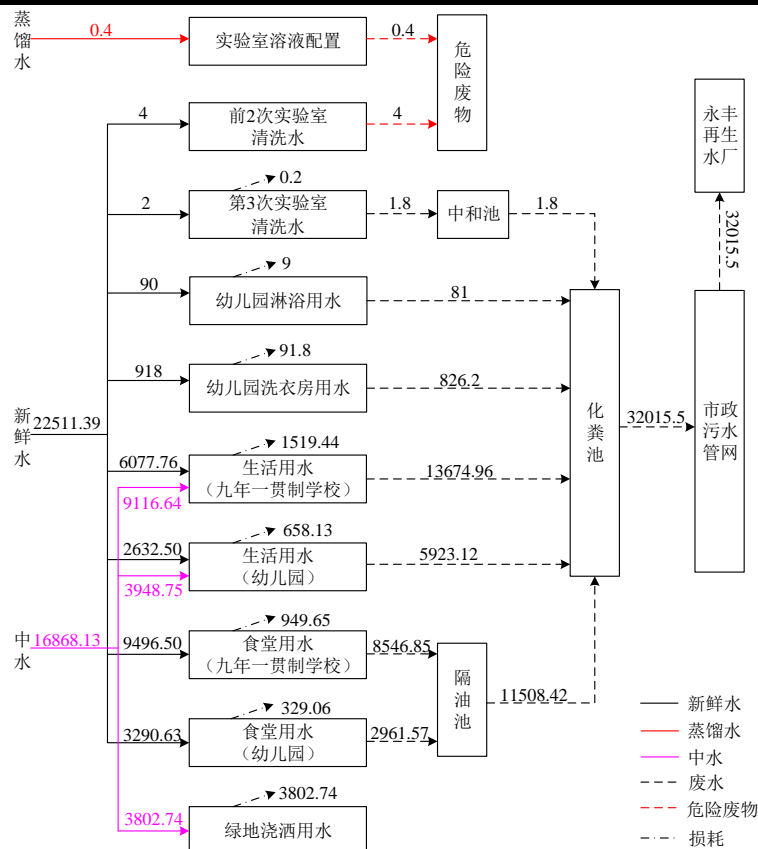 蒸馏水
0.4
实验室溶液配置
0.4
危险废物
4
前2次实验室
清洗水
4
永丰再生水厂
0.2
2
第3次实验室
清洗水
1.8
中和池
1.8
32015.5
9
90
幼儿园淋浴用水
81
91.8
918
幼儿园洗衣房用水
826.2
化粪池
32015.5
市政污水管网
新鲜水
22511.39
1519.44
6077.76
生活用水
（九年一贯制学校）
13674.96
9116.64
658.13
2632.50
生活用水
（幼儿园）
5923.12
3948.75
中水
16868.13
949.65
9496.50
食堂用水
（九年一贯制学校）
8546.85
隔油池
11508.42
329.06
3290.63
食堂用水
（幼儿园）
2961.57
3802.74
3802.74
绿地浇洒用水
新鲜水
蒸馏水
中水
废水
危险废物
损耗